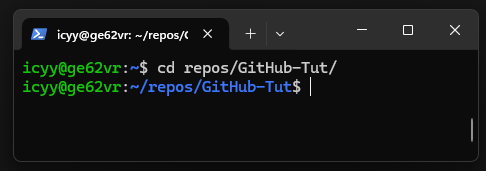 icyy@ge62vr: ~/repos/G
icyy@ge62vr:~$ cd repos/GitHub-Tut/
icyy@ge62vr:~/repos/GitHub-Tut$